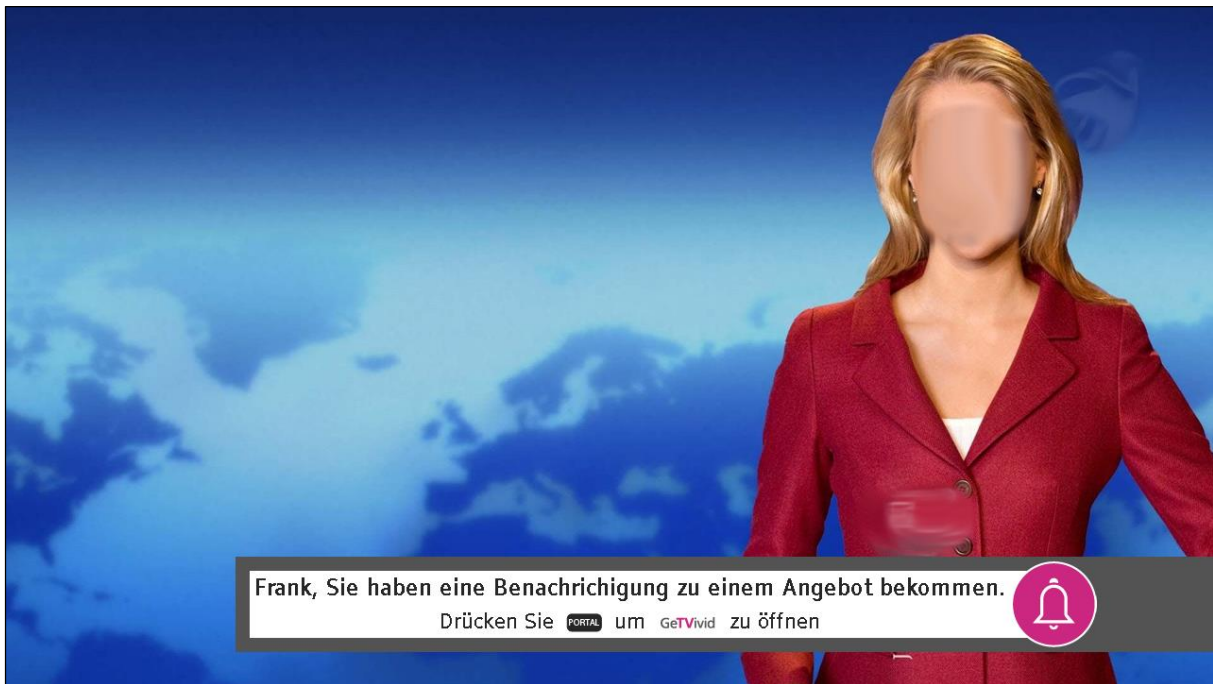 Frank, Sie haben eine Benachrichigung zu einem Angebot bekommen.
Drücken Sie PORTAL um GeTVivid zu öffnen